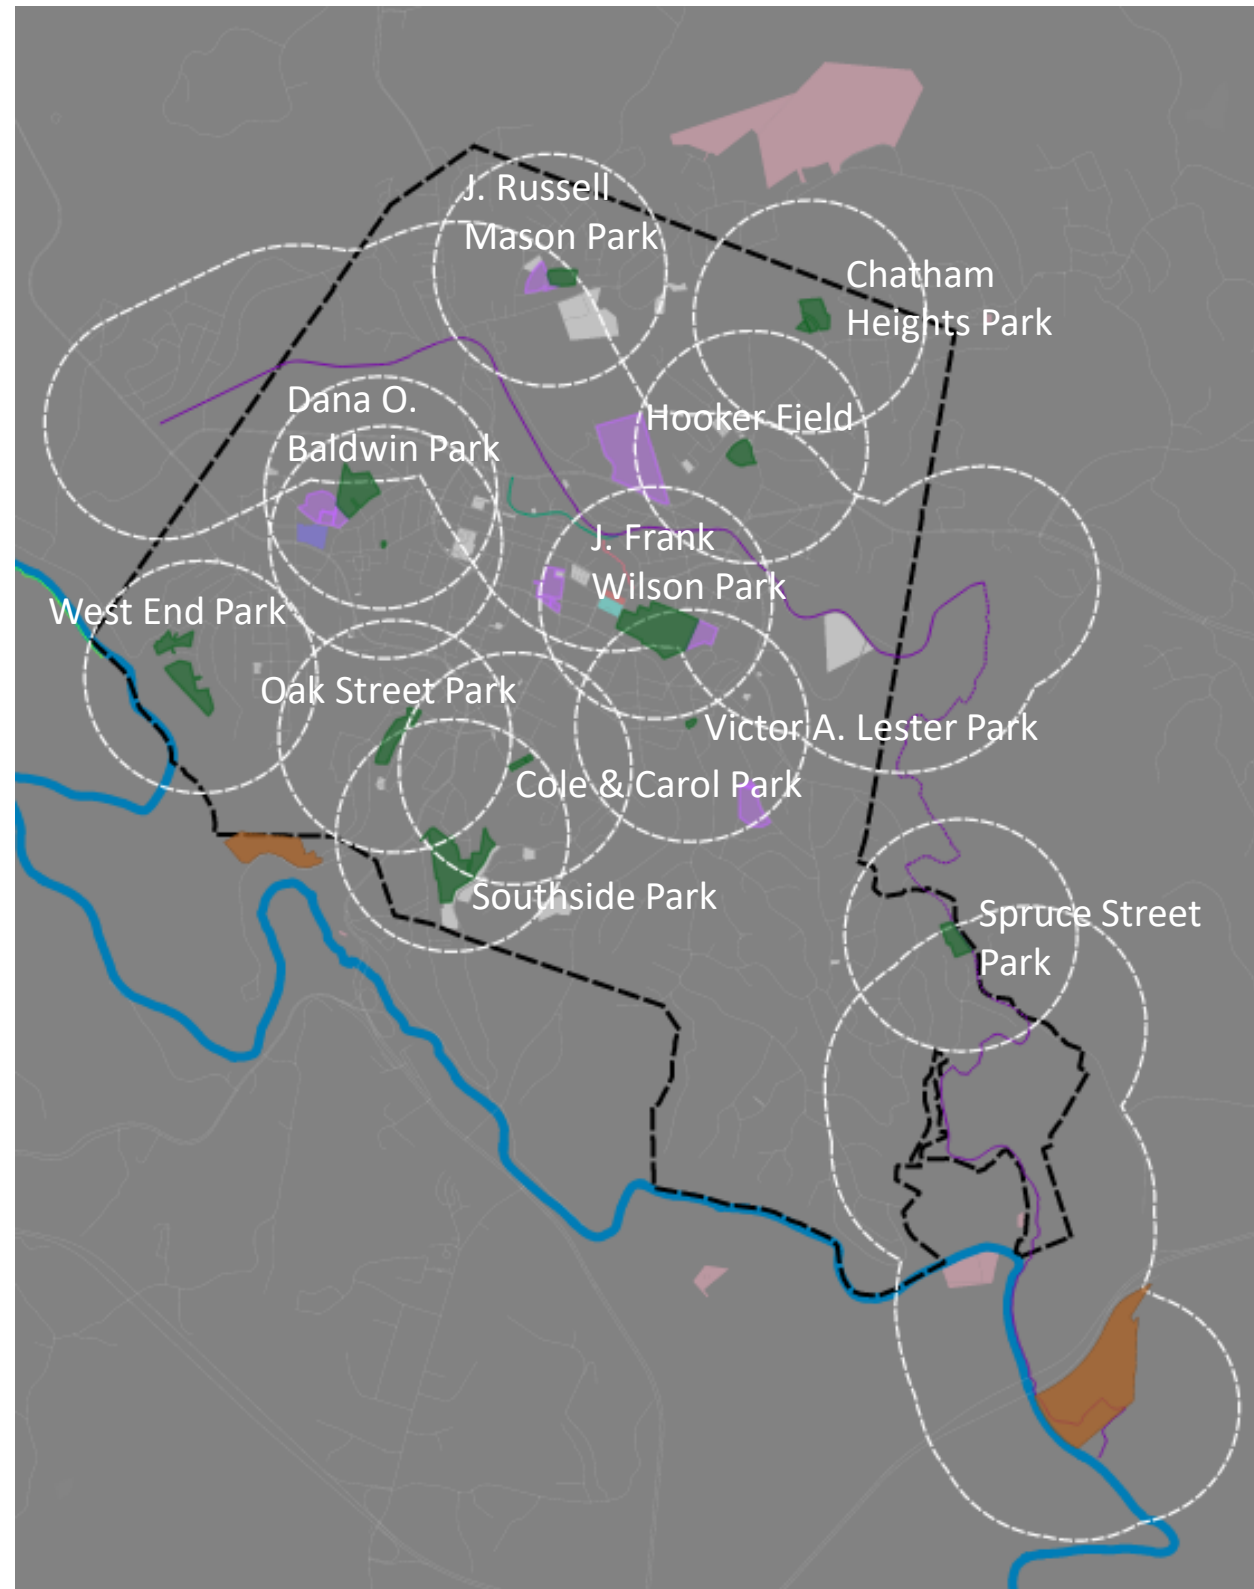 J. Russell
Mason Park
Chatham
Heights Park
Dana O.
Baldwin Park
Hooker Field
J. Frank
Wilson Park
West End Park
Oak Street Park
Victor A. Lester Park
Cole & Carol Park
Southside Park
Spruce Street
Park